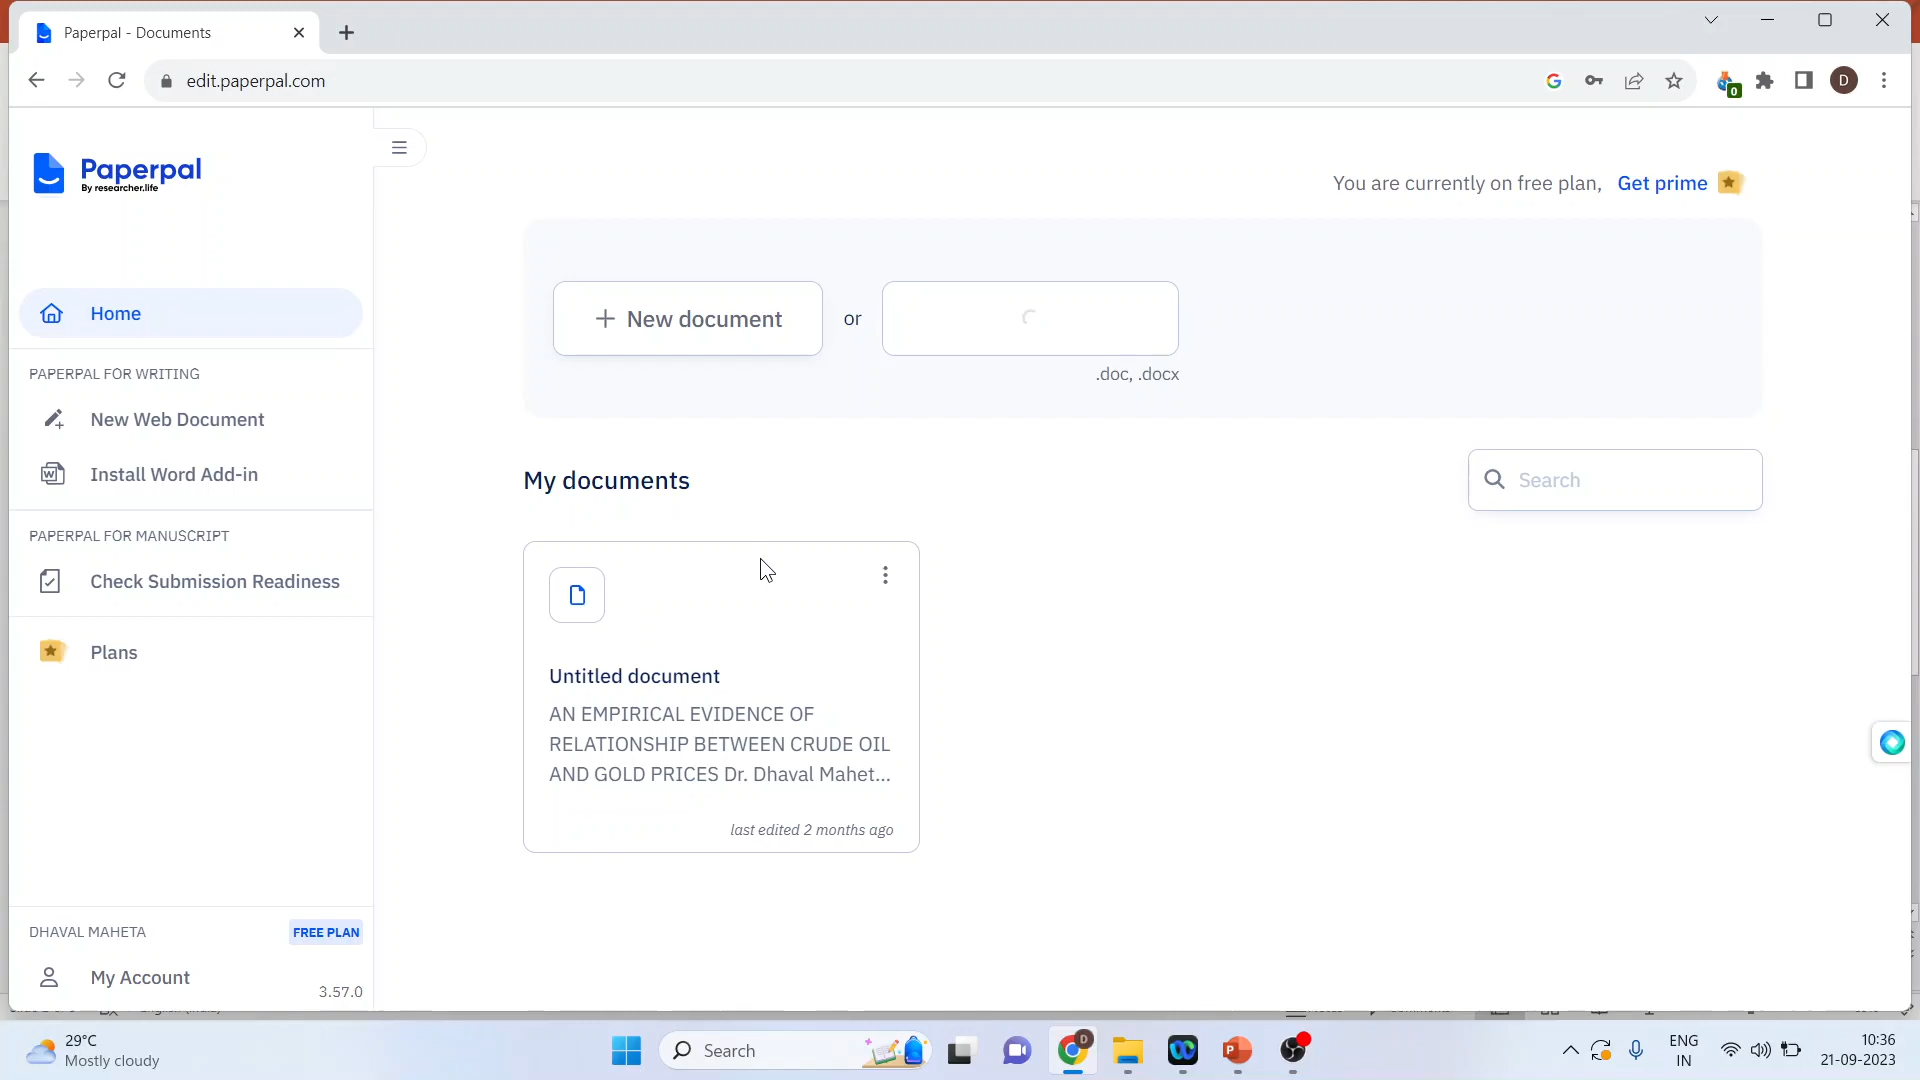 Paperpal - Documents
edit.paperpal.com
0
D
Paperpal
By researcher.life
You are currently on free plan, Get prime
Home
New document or
.doc, .docx
PAPERPAL FOR WRITING
New Web Document
Install Word Add-in
My documents
Search
PAPERPAL FOR MANUSCRIPT
Check Submission Readiness
Plans
Untitled document
AN EMPIRICAL EVIDENCE OF
RELATIONSHIP BETWEEN CRUDE OIL
AND GOLD PRICES Dr. Dhaval Mahet...
last edited 2 months ago
DHAVAL MAHETA
FREE PLAN
My Account
3.57.0
29°C
Mostly cloudy
Search
D
ENG
IN
10:36
21-09-2023